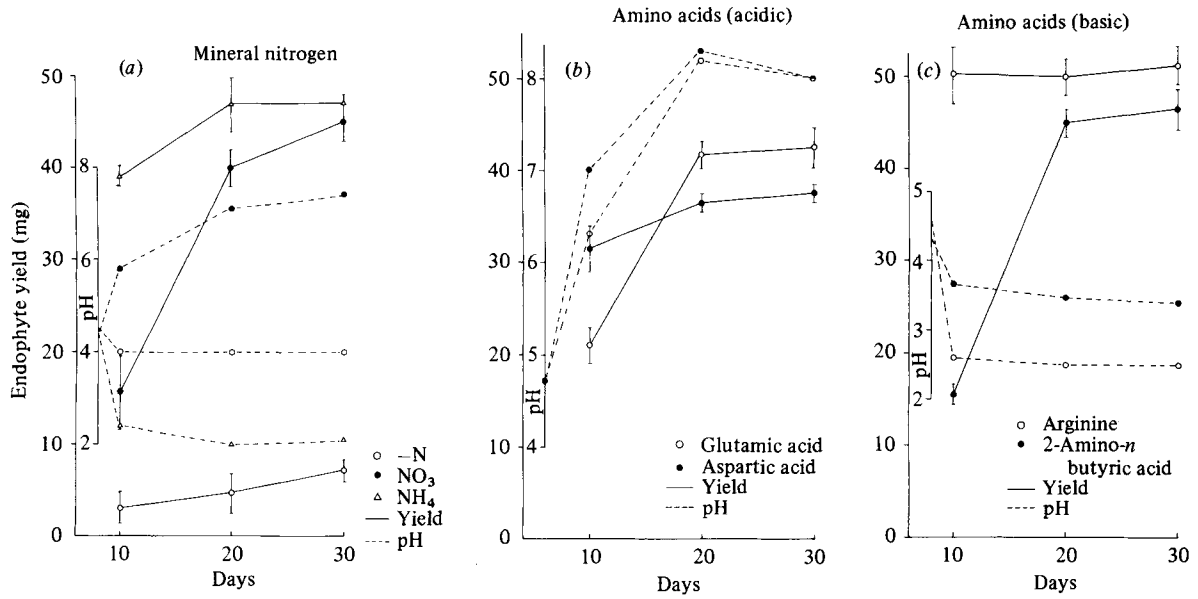 (a) Mineral nitrogen
Endophyte yield (mg)
50
40
30
20
10
0
pH
8
6
4
2
10 20 30
Days
–N
NO₃
NH₄
Yield
pH
Amino acids (acidic)
(b)
50
40
30
20
10
0
pH
8
7
6
5
4
10 20 30
Days
Glutamic acid
Aspartic acid
Yield
pH
Amino acids (basic)
(c)
50
40
30
20
10
0
pH
5
4
3
2
10 20 30
Days
Arginine
2-Amino-n
butyric acid
Yield
pH